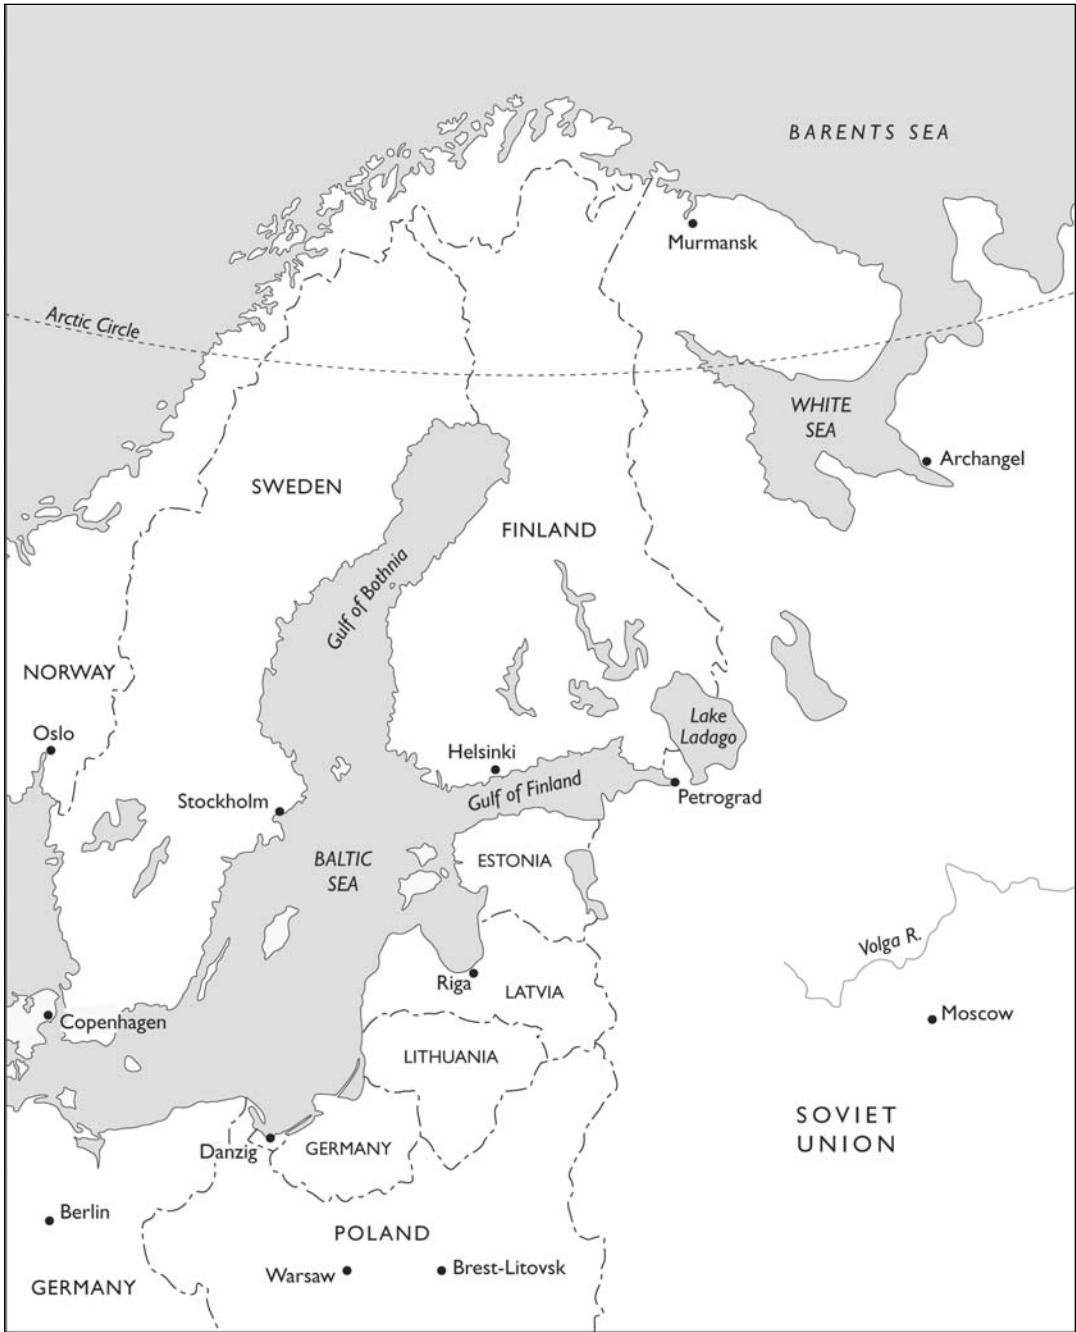 BARENTS SEA
Murmansk
Arctic Circle
WHITE
SEA
Archangel
SWEDEN
FINLAND
Gulf of Bothnia
NORWAY
Lake
Ladago
Oslo
Helsinki
Gulf of Finland
Petrograd
Stockholm
BALTIC
SEA
ESTONIA
Volga R.
Riga
LATVIA
Moscow
Copenhagen
LITHUANIA
SOVIET
UNION
Danzig
GERMANY
Berlin
POLAND
Warsaw
Brest-Litovsk
GERMANY